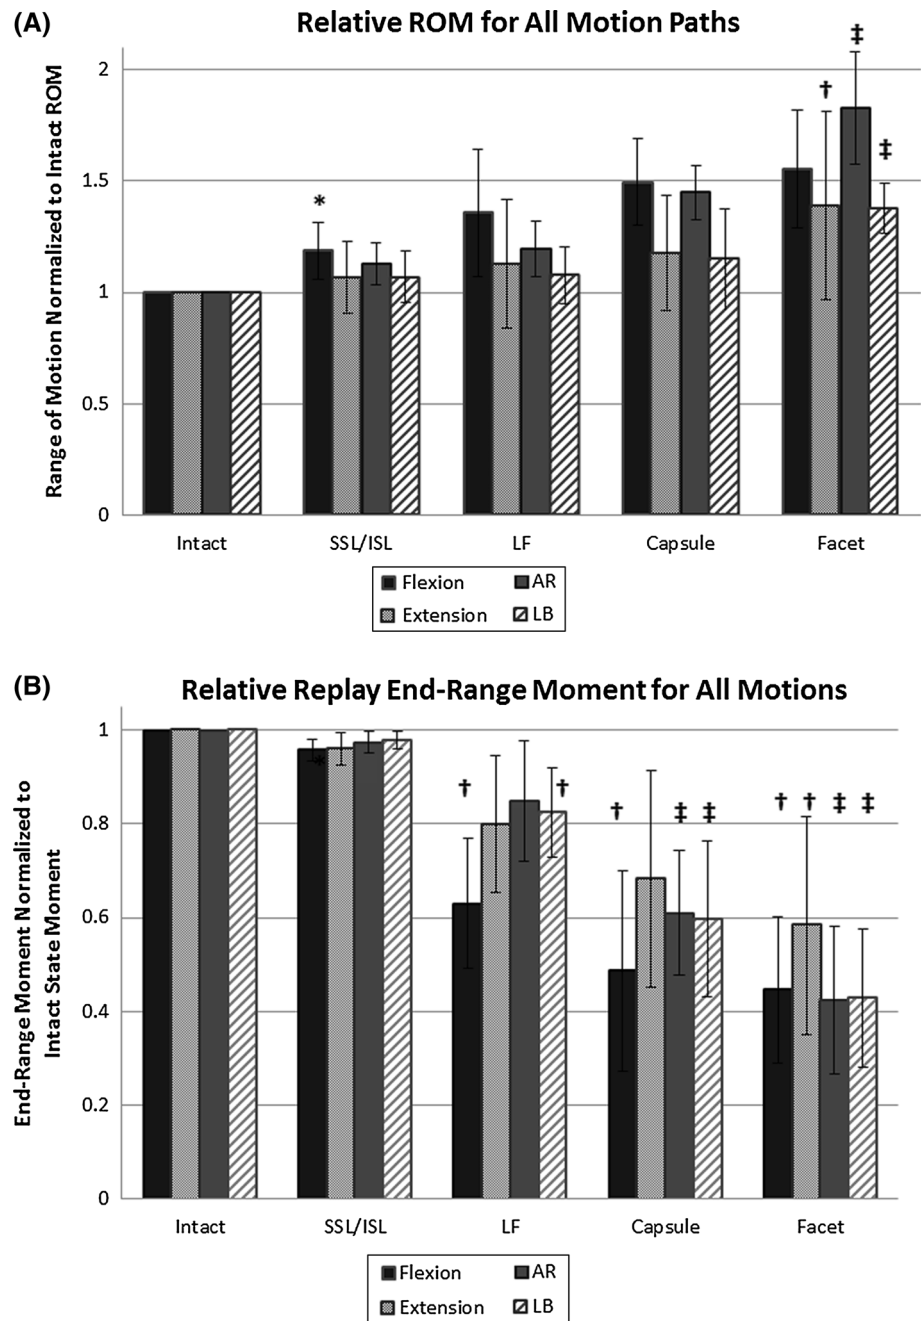 (A)
Relative ROM for All Motion Paths
Range of Motion Normalized to Intact ROM
2
1.5
1
0.5
0
*
†
‡
‡
Intact SSL/ISL LF Capsule Facet
Flexion AR
Extension LB
(B)
Relative Replay End-Range Moment for All Motions
End-Range Moment Normalized to
Intact State Moment
1
0.8
0.6
0.4
0.2
0
*
† †
† ‡ ‡
† † ‡ ‡
Intact SSL/ISL LF Capsule Facet
Flexion AR
Extension LB